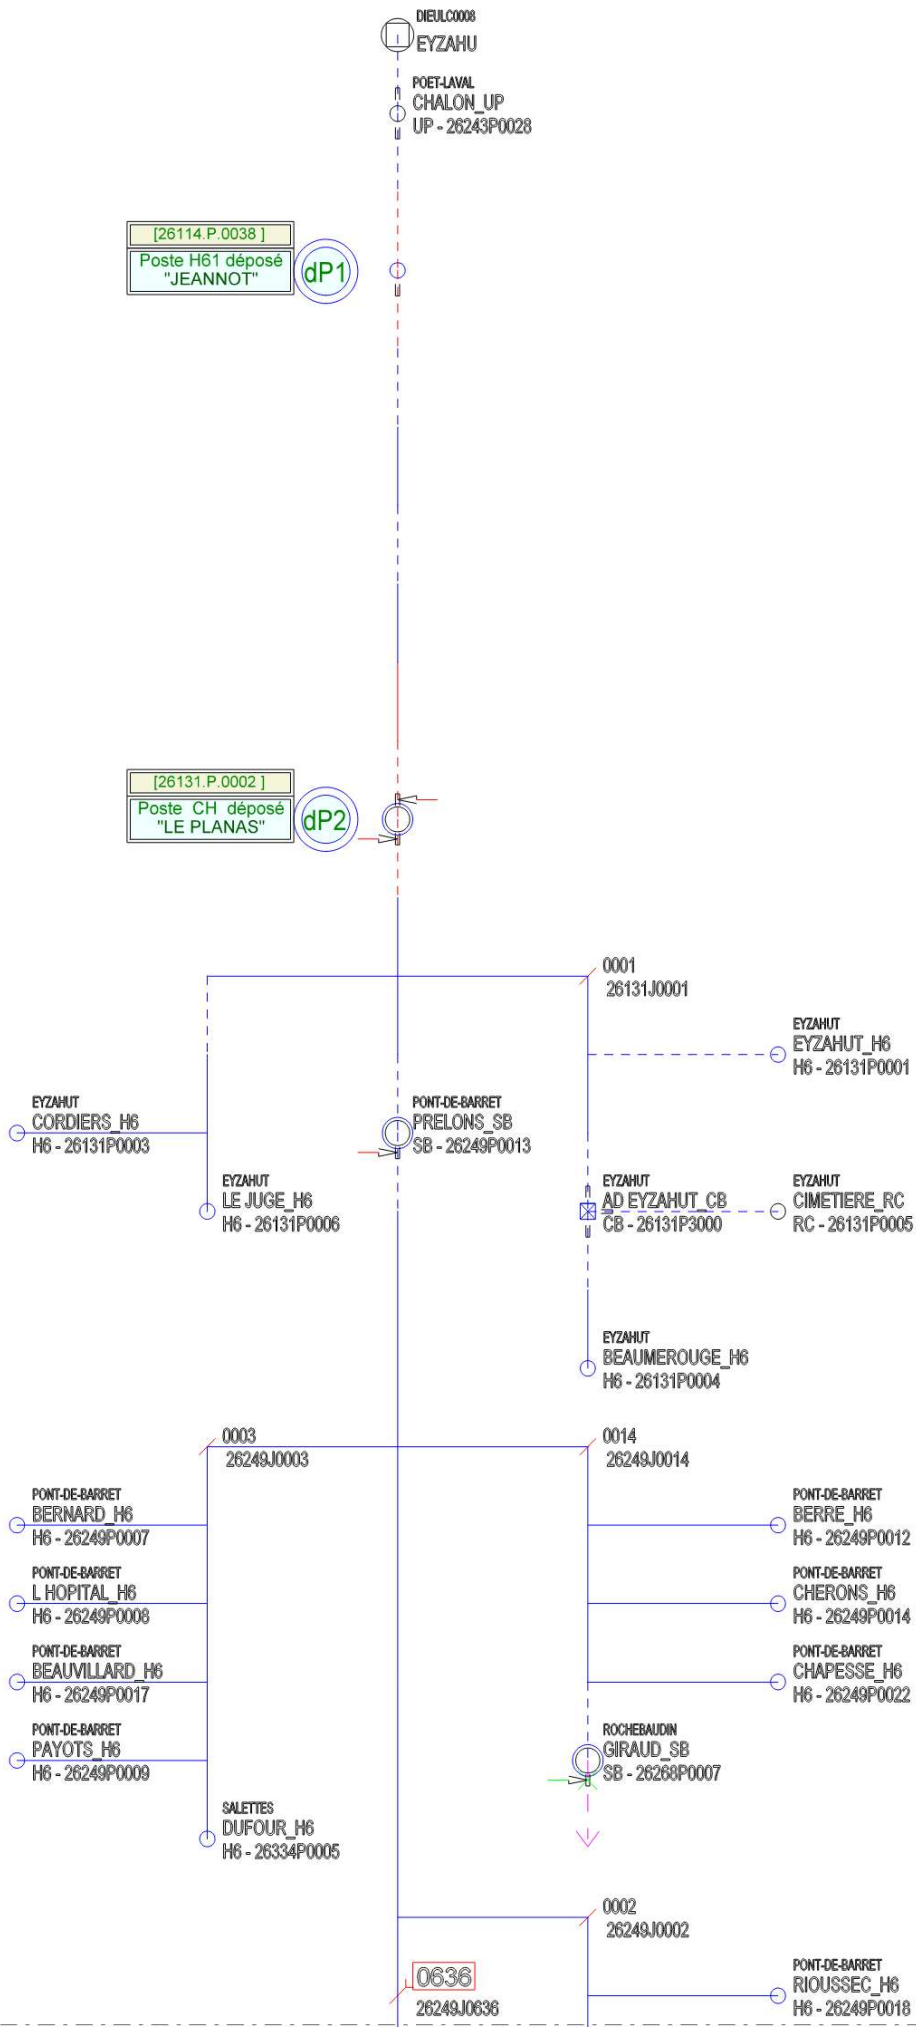 DIEULC0008
EYZAHU
POET-LAVAL
CHALON_UP
UP - 26243P0028
[26114.P.0038 ]
Poste H61 déposé
"JEANNOT"
dP1
[26131.P.0002 ]
Poste CH déposé
"LE PLANAS"
dP2
0001
26131J0001
EYZAHUT
EYZAHUT_H6
H6 - 26131P0001
EYZAHUT
CORDIERS_H6
H6 - 26131P0003
PONT-DE-BARRET
PRELONS_SB
SB - 26249P0013
EYZAHUT
LE JUGE_H6
H6 - 26131P0006
EYZAHUT
AD EYZAHUT_CB
CB - 26131P3000
EYZAHUT
CIMETIERE_RC
RC - 26131P0005
EYZAHUT
BEAUMEROUGE_H6
H6 - 26131P0004
0003
26249J0003
0014
26249J0014
PONT-DE-BARRET
BERNARD_H6
H6 - 26249P0007
PONT-DE-BARRET
BERRE_H6
H6 - 26249P0012
PONT-DE-BARRET
L HOPITAL_H6
H6 - 26249P0008
PONT-DE-BARRET
CHERONS_H6
H6 - 26249P0014
PONT-DE-BARRET
BEAUVILLARD_H6
H6 - 26249P0017
PONT-DE-BARRET
CHAPESSE_H6
H6 - 26249P0022
PONT-DE-BARRET
PAYOTS_H6
H6 - 26249P0009
ROCHEBAUDIN
GIRAUD_SB
SB - 26268P0007
SALETTES
DUFOUR_H6
H6 - 26334P0005
0002
26249J0002
0636
26249J0636
PONT-DE-BARRET
RIOUSSEC_H6
H6 - 26249P0018